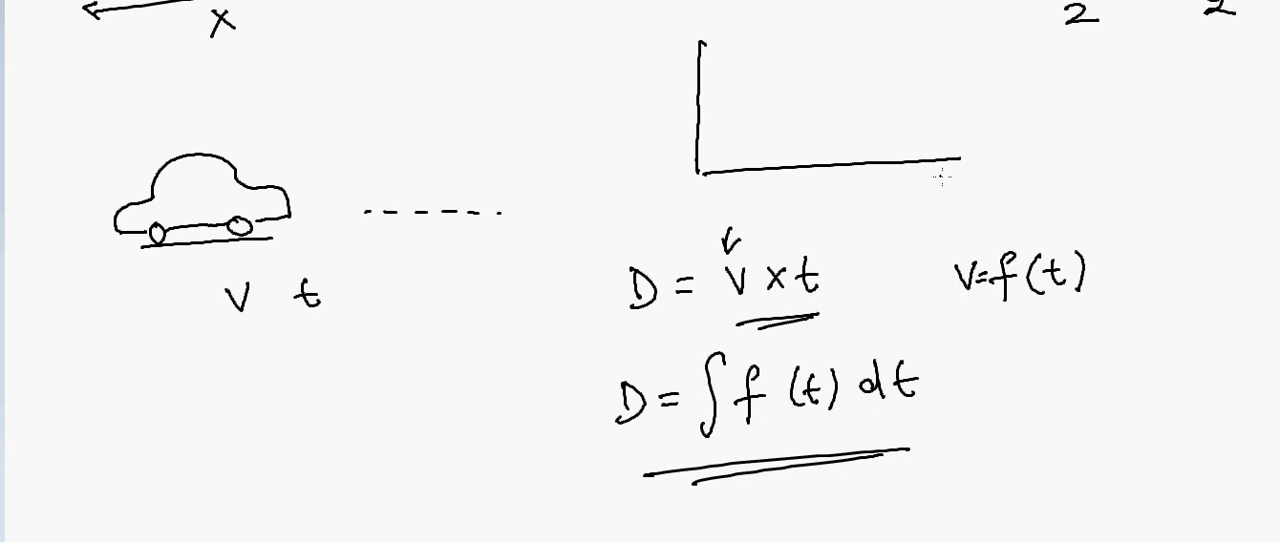 x
2 2
V t
D = V x t
V=f(t)
D = ∫ f (t) dt